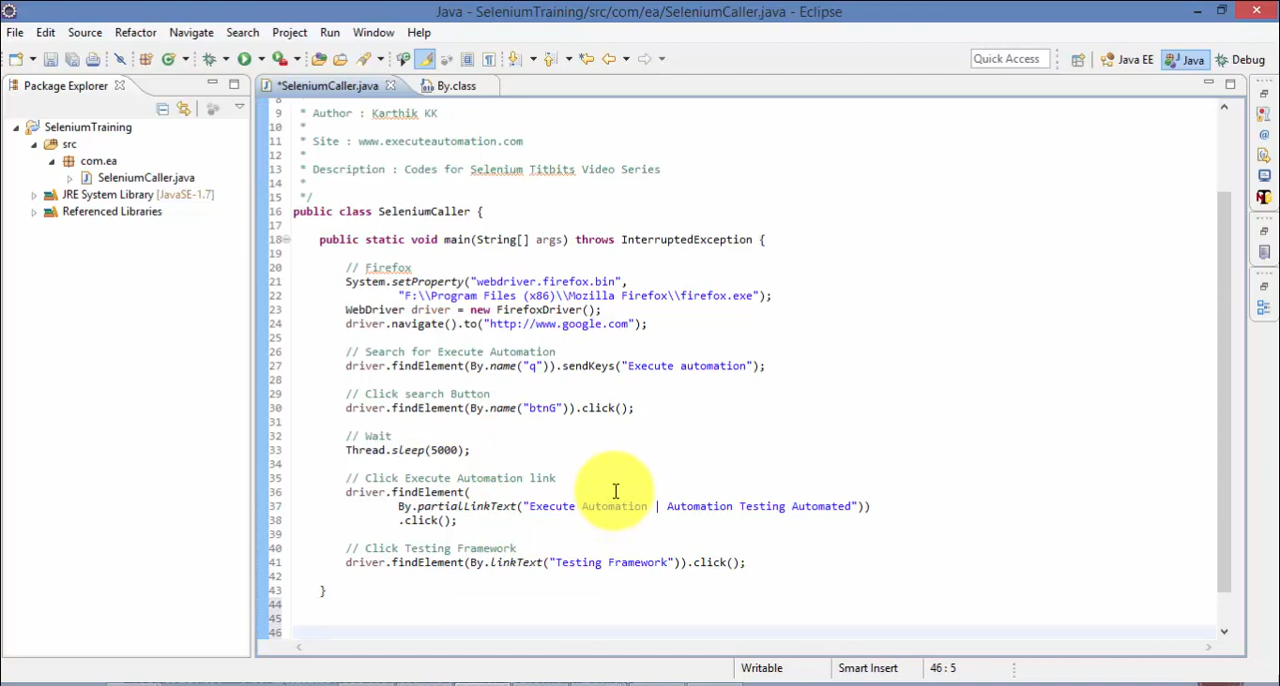 Java - SeleniumTraining/src/com/ea/SeleniumCaller.java - Eclipse
File Edit Source Refactor Navigate Search Project Run Window Help
Quick Access Java EE Java Debug
Package Explorer
*SeleniumCaller.java By.class
SeleniumTraining
src
com.ea
SeleniumCaller.java
JRE System Library [JavaSE-1.7]
Referenced Libraries
8
9 * Author : Karthik KK
10 *
11 * Site : www.executeautomation.com
12 *
13 * Description : Codes for Selenium Titbits Video Series
14 *
15 */
16 public class SeleniumCaller {
17
18 public static void main(String[] args) throws InterruptedException {
19
20 // Firefox
21 System.setProperty("webdriver.firefox.bin",
22 "F:\\Program Files (x86)\\Mozilla Firefox\\firefox.exe");
23 WebDriver driver = new FirefoxDriver();
24 driver.navigate().to("http://www.google.com");
25
26 // Search for Execute Automation
27 driver.findElement(By.name("q")).sendKeys("Execute automation");
28
29 // Click search Button
30 driver.findElement(By.name("btnG")).click();
31
32 // Wait
33 Thread.sleep(5000);
34
35 // Click Execute Automation link
36 driver.findElement(
37 By.partialLinkText("Execute Automation | Automation Testing Automated"))
38 .click();
39
40 // Click Testing Framework
41 driver.findElement(By.linkText("Testing Framework")).click();
42
43 }
44
45
46
Writable Smart Insert 46 : 5